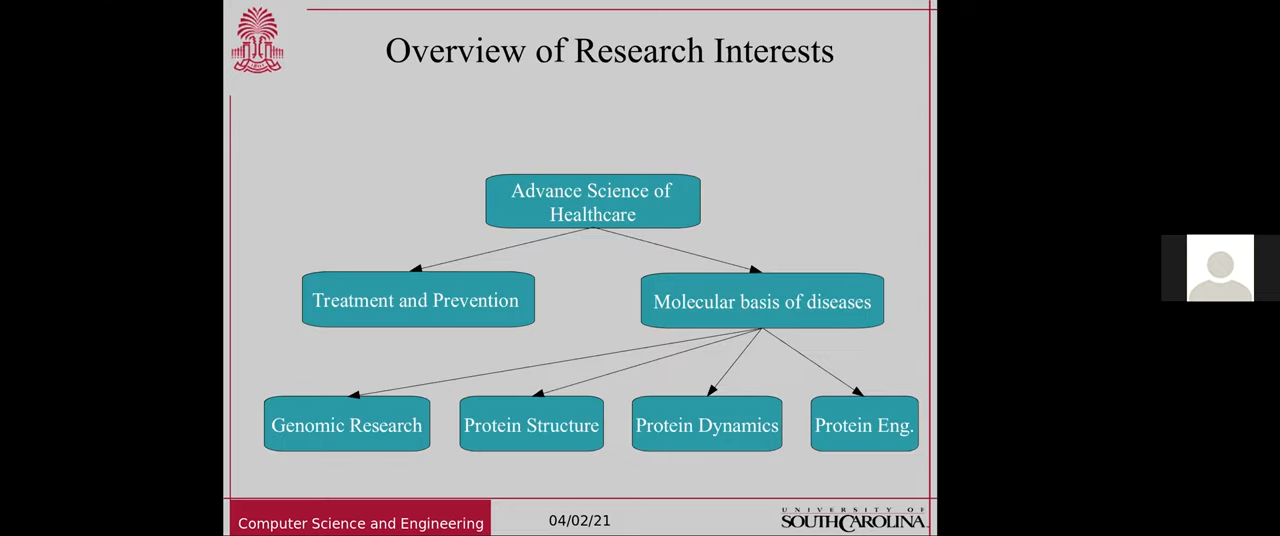 Overview of Research Interests
Advance Science of
Healthcare
Treatment and Prevention
Molecular basis of diseases
Genomic Research
Protein Structure
Protein Dynamics
Protein Eng.
Computer Science and Engineering
04/02/21
UNIVERSITY OF
SOUTH CAROLINA